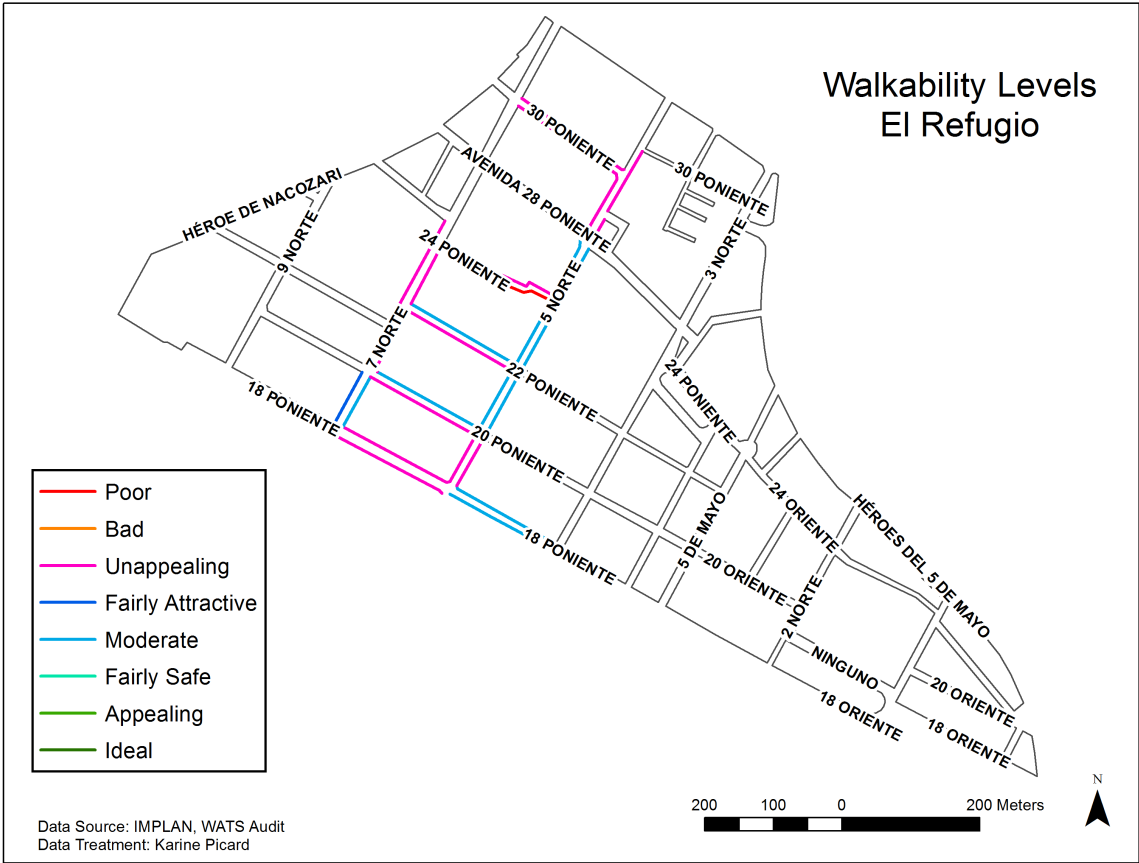 Walkability Levels
El Refugio
30 PONIENTE
AVENIDA 28 PONIENTE
30 PONIENTE
HÉROE DE NACOZARI
9 NORTE
24 PONIENTE
3 NORTE
5 NORTE
7 NORTE
22 PONIENTE
24 PONIENTE
18 PONIENTE
20 PONIENTE
24 ORIENTE
HÉROES DEL 5 DE MAYO
5 DE MAYO
18 PONIENTE
20 ORIENTE
2 NORTE
NINGUNO
18 ORIENTE
20 ORIENTE
18 ORIENTE
Poor
Bad
Unappealing
Fairly Attractive
Moderate
Fairly Safe
Appealing
Ideal
Data Source: IMPLAN, WATS Audit
Data Treatment: Karine Picard
200 100 0 200 Meters
N